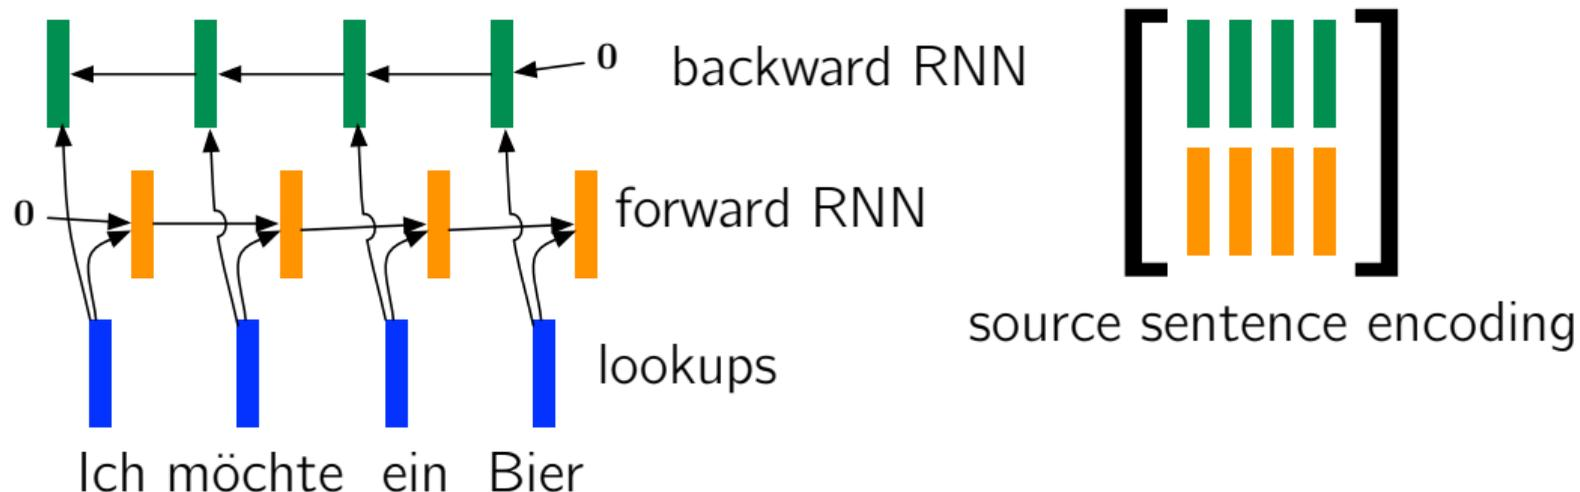 0 backward RNN
0 forward RNN
source sentence encoding
lookups
Ich möchte ein Bier